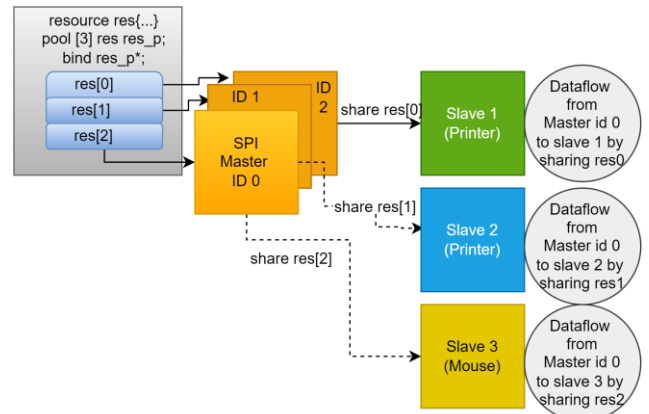 resource res{...}
pool [3] res res_p;
bind res_p*;
res[0]
res[1]
res[2]
ID
2
ID 1
SPI
Master
ID 0
share res[0]
share res[1]
share res[2]
Slave 1
(Printer)
Dataflow
from
Master id 0
to slave 1 by
sharing res0
Slave 2
(Printer)
Dataflow
from
Master id 0
to slave 2 by
sharing res1
Slave 3
(Mouse)
Dataflow
from
Master id 0
to slave 3 by
sharing res2